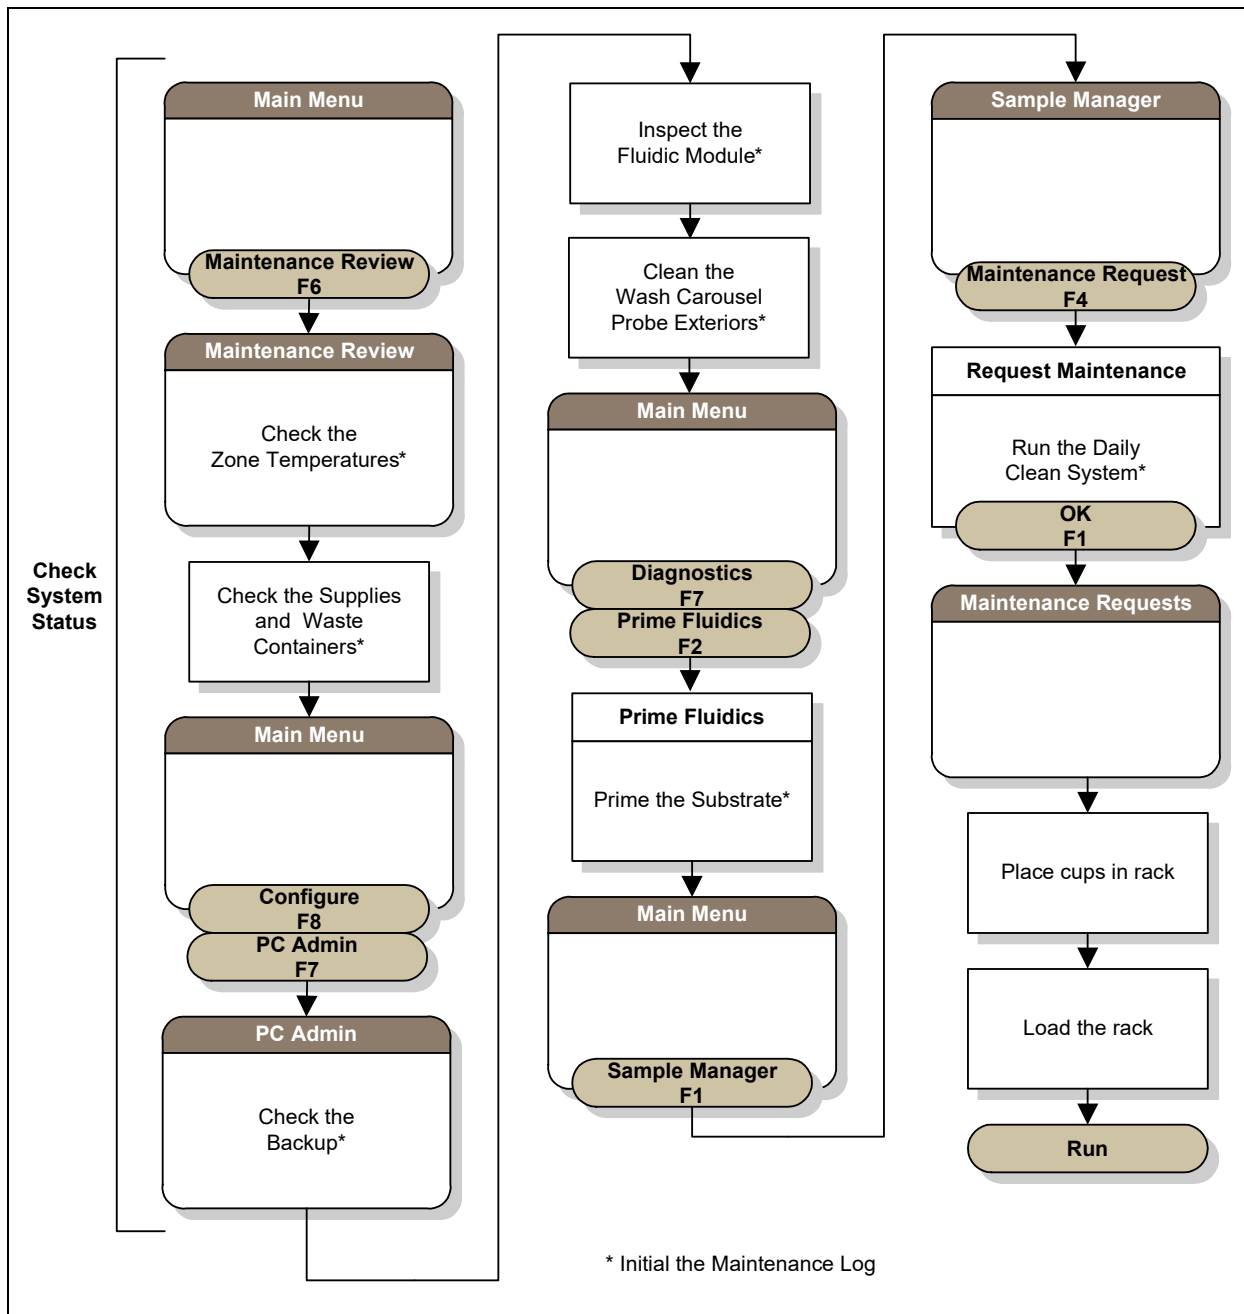 Check
System
Status
Main Menu
Maintenance Review
F6
Maintenance Review
Check the
Zone Temperatures*
Check the Supplies
and Waste
Containers*
Main Menu
Configure
F8
PC Admin
F7
PC Admin
Check the
Backup*
Inspect the
Fluidic Module*
Clean the
Wash Carousel
Probe Exteriors*
Main Menu
Diagnostics
F7
Prime Fluidics
F2
Prime Fluidics
Prime the Substrate*
Main Menu
Sample Manager
F1
Sample Manager
Maintenance Request
F4
Request Maintenance
Run the Daily
Clean System*
OK
F1
Maintenance Requests
Place cups in rack
Load the rack
Run
* Initial the Maintenance Log